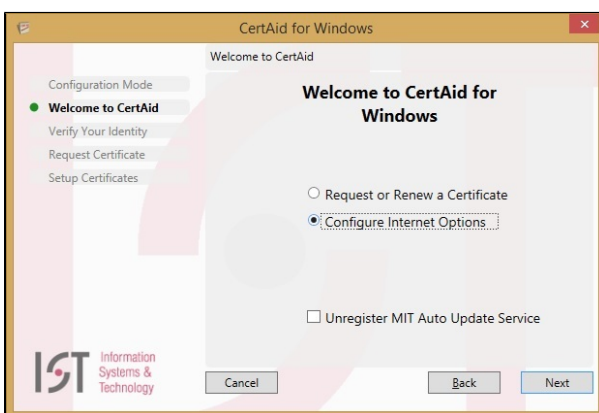 CertAid for Windows
Welcome to CertAid
Configuration Mode
Welcome to CertAid
Verify Your Identity
Request Certificate
Setup Certificates
Welcome to CertAid for
Windows
Request or Renew a Certificate
Configure Internet Options
Unregister MIT Auto Update Service
IST Information
Systems &
Technology
Cancel
Back
Next